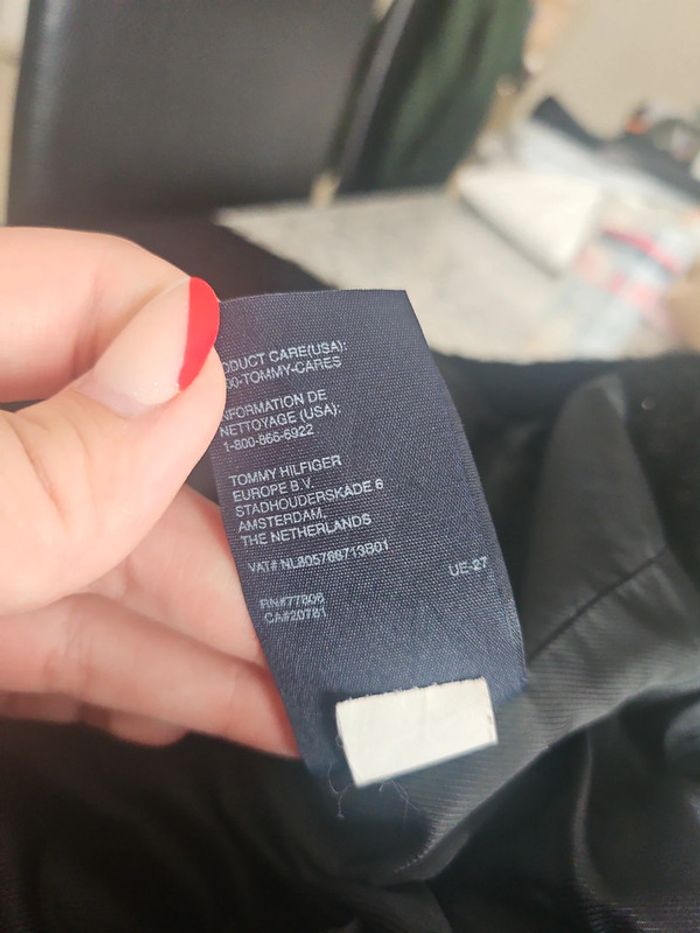 ODUCT CARE(USA):
00-TOMMY-CARES
NFORMATION DE
NETTOYAGE (USA):
1-800-866-6922
TOMMY HILFIGER
EUROPE B.V.
STADHOUDERSKADE 6
AMSTERDAM,
THE NETHERLANDS
VAT# NL805769713B01
UE-27
RN#77806
CA#20781